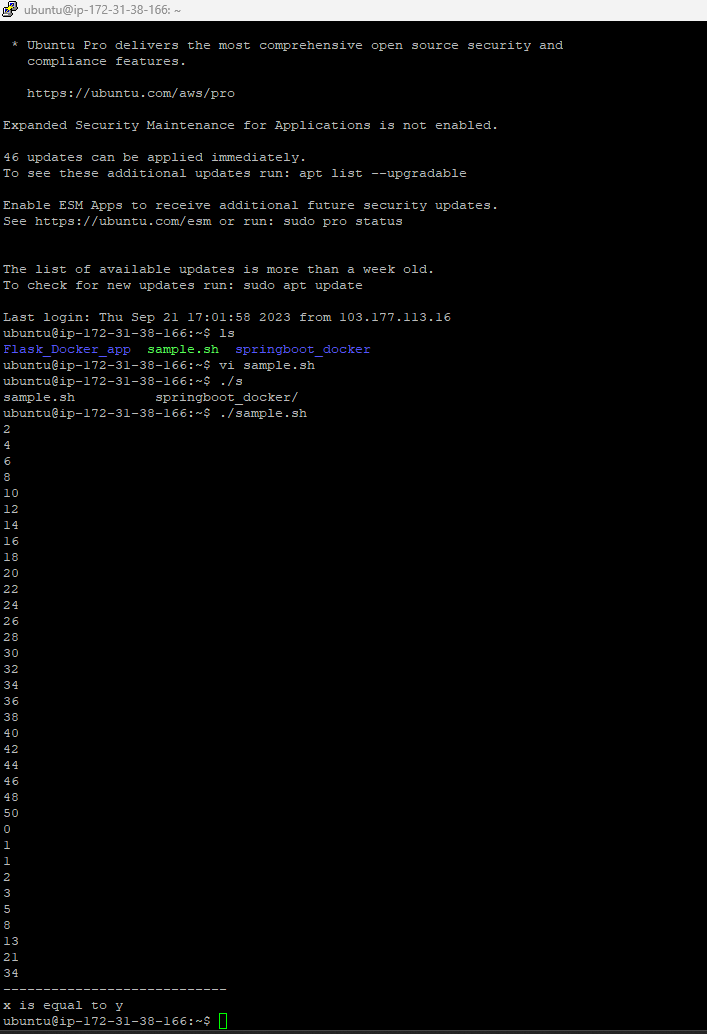 ubuntu@ip-172-31-38-166: ~
* Ubuntu Pro delivers the most comprehensive open source security and
compliance features.
https://ubuntu.com/aws/pro
Expanded Security Maintenance for Applications is not enabled.
46 updates can be applied immediately.
To see these additional updates run: apt list --upgradable
Enable ESM Apps to receive additional future security updates.
See https://ubuntu.com/esm or run: sudo pro status
The list of available updates is more than a week old.
To check for new updates run: sudo apt update
Last login: Thu Sep 21 17:01:58 2023 from 103.177.113.16
ubuntu@ip-172-31-38-166:~$ ls
Flask_Docker_app  sample.sh  springboot_docker
ubuntu@ip-172-31-38-166:~$ vi sample.sh
ubuntu@ip-172-31-38-166:~$ ./s
sample.sh          springboot_docker/
ubuntu@ip-172-31-38-166:~$ ./sample.sh
2
4
6
8
10
12
14
16
18
20
22
24
26
28
30
32
34
36
38
40
42
44
46
48
50
0
1
1
2
3
5
8
13
21
34
----------------------------
x is equal to y
ubuntu@ip-172-31-38-166:~$